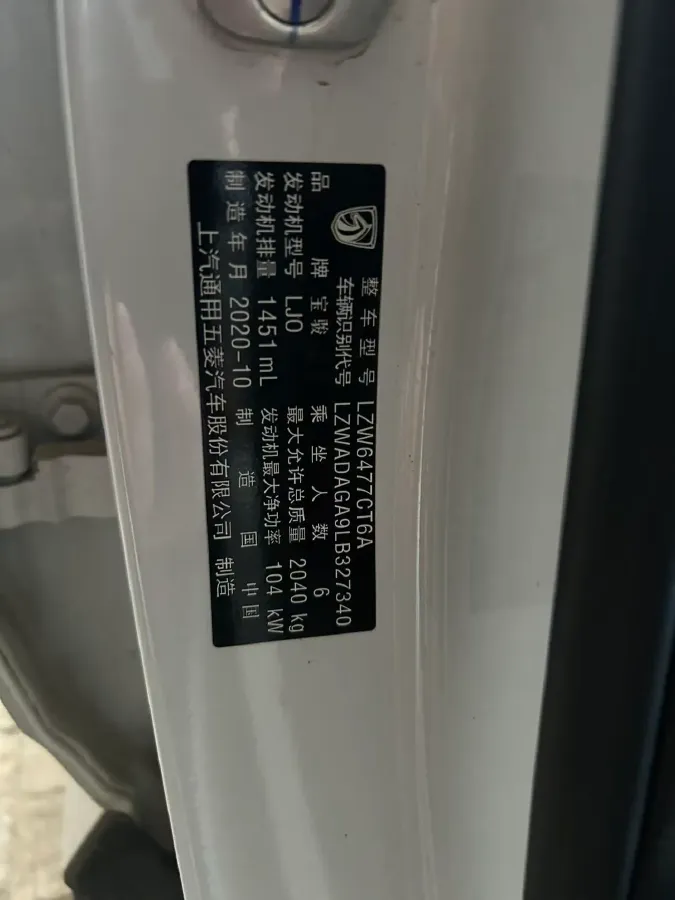 整车型号 LZW6477CT6A
车辆识别代号 LZWADAGA9LB327340
品牌 宝骏 乘坐人数 6
发动机型号 LJO 最大允许总质量 2040 kg
发动机排量 1451 mL 发动机最大净功率 104 kW
制造年月 2020-10 制造国 中国
上汽通用五菱汽车股份有限公司 制造